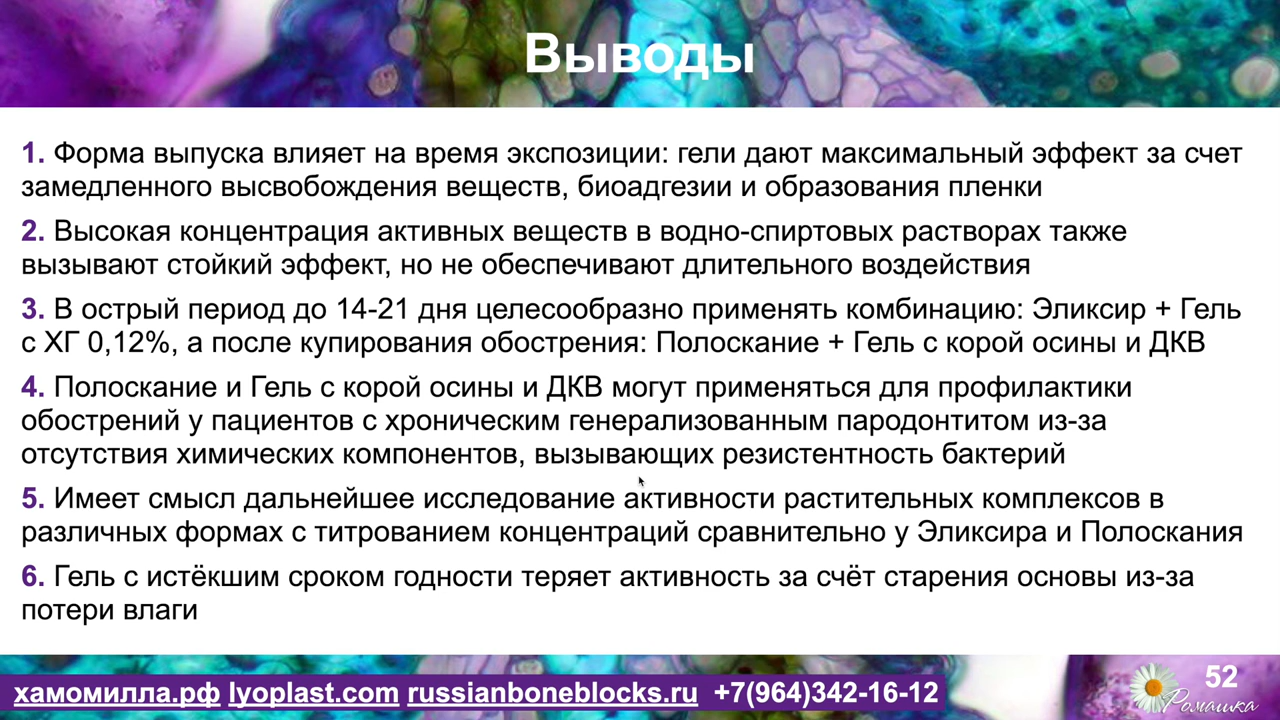 Выводы
1. Форма выпуска влияет на время экспозиции: гели дают максимальный эффект за счет
замедленного высвобождения веществ, биоадгезии и образования пленки
2. Высокая концентрация активных веществ в водно-спиртовых растворах также
вызывают стойкий эффект, но не обеспечивают длительного воздействия
3. В острый период до 14-21 дня целесообразно применять комбинацию: Эликсир + Гель
с ХГ 0,12%, а после купирования обострения: Полоскание + Гель с корой осины и ДКВ
4. Полоскание и Гель с корой осины и ДКВ могут применяться для профилактики
обострений у пациентов с хроническим генерализованным пародонтитом из-за
отсутствия химических компонентов, вызывающих резистентность бактерий
5. Имеет смысл дальнейшее исследование активности растительных комплексов в
различных формах с титрованием концентраций сравнительно у Эликсира и Полоскания
6. Гель с истёкшим сроком годности теряет активность за счёт старения основы из-за
потери влаги
хамомилла.рф lyoplast.com russianboneblocks.ru +7(964)342-16-12
52
Ромашка